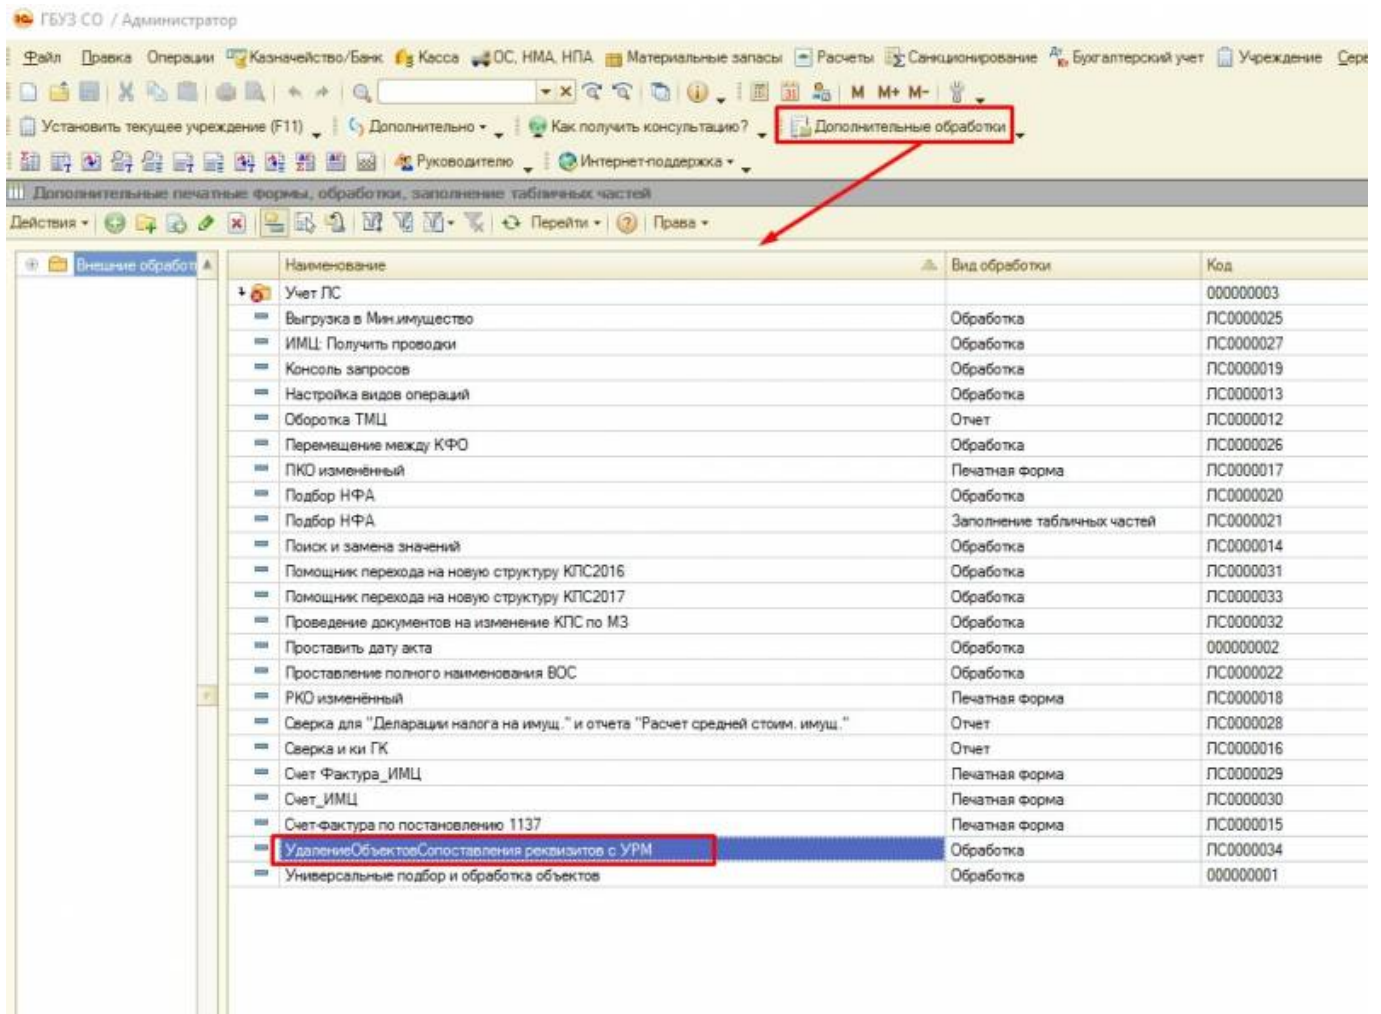 ГБУЗ СО / Администратор
Файл Правка Операции Казначейство/Банк Касса ОС, НМА, НПА Материальные запасы Расчеты Санкционирование Бухгалтерский учет Учреждение Серв
M M+ M-
Установить текущее учреждение (F11) Дополнительно Как получить консультацию? Дополнительные обработки
Руководителю Интернет-поддержка
Дополнительные печатные формы, обработки, заполнение табличных частей
Действия Перейти Права
Внешние обработ Наименование Вид обработки Код
Учет ЛС 000000003
Выгрузка в Мин.имущество Обработка ЛС0000025
ИМЦ: Получить проводки Обработка ЛС0000027
Консоль запросов Обработка ЛС0000019
Настройка видов операций Обработка ЛС0000013
Оборотка ТМЦ Отчет ЛС0000012
Перемещение между КФО Обработка ЛС0000026
ПКО изменённый Печатная форма ЛС0000017
Подбор НФА Обработка ЛС0000020
Подбор НФА Заполнение табличных частей ЛС0000021
Поиск и замена значений Обработка ЛС0000014
Помощник перехода на новую структуру КПС2016 Обработка ЛС0000031
Помощник перехода на новую структуру КПС2017 Обработка ЛС0000033
Проведение документов на изменение КПС по МЗ Обработка ЛС0000032
Проставить дату акта Обработка 000000002
Проставление полного наименования ВОС Обработка ЛС0000022
РКО изменённый Печатная форма ЛС0000018
Сверка для "Деларации налога на имущ." и отчета "Расчет средней стоим. имущ." Отчет ЛС0000028
Сверка и ки ГК Отчет ЛС0000016
Счет Фактура_ИМЦ Печатная форма ЛС0000029
Счет_ИМЦ Печатная форма ЛС0000030
Счет-фактура по постановлению 1137 Печатная форма ЛС0000015
УдалениеОбъектовСопоставления реквизитов с УРМ Обработка ЛС0000034
Универсальные подбор и обработка объектов Обработка 000000001